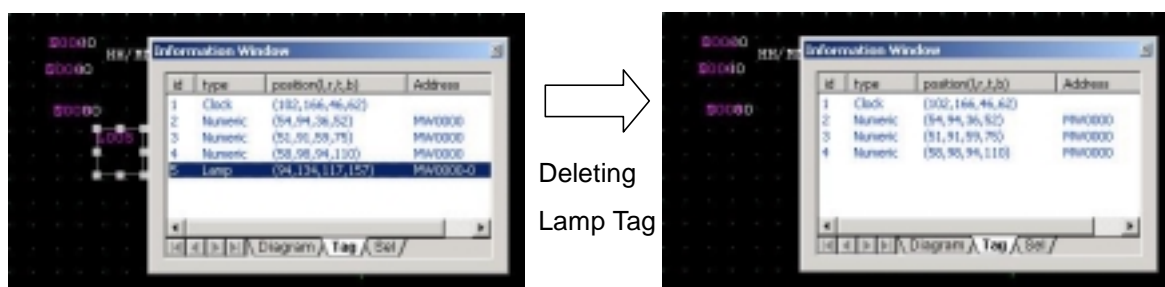 Information Window
id type position(l,r,t,b) Address
1 Clock (102,166,46,62)
2 Numeric (54,94,36,52) MW0000
3 Numeric (51,91,59,75) MW0000
4 Numeric (58,98,94,110) MW0000
5 Lamp (94,134,117,157) MW0000-0
Diagram Tag Sel
L005
Deleting
Lamp Tag
Information Window
id type position(l,r,t,b) Address
1 Clock (102,166,46,62)
2 Numeric (54,94,36,52) MW0000
3 Numeric (51,91,59,75) MW0000
4 Numeric (58,98,94,110) MW0000
Diagram Tag Sel